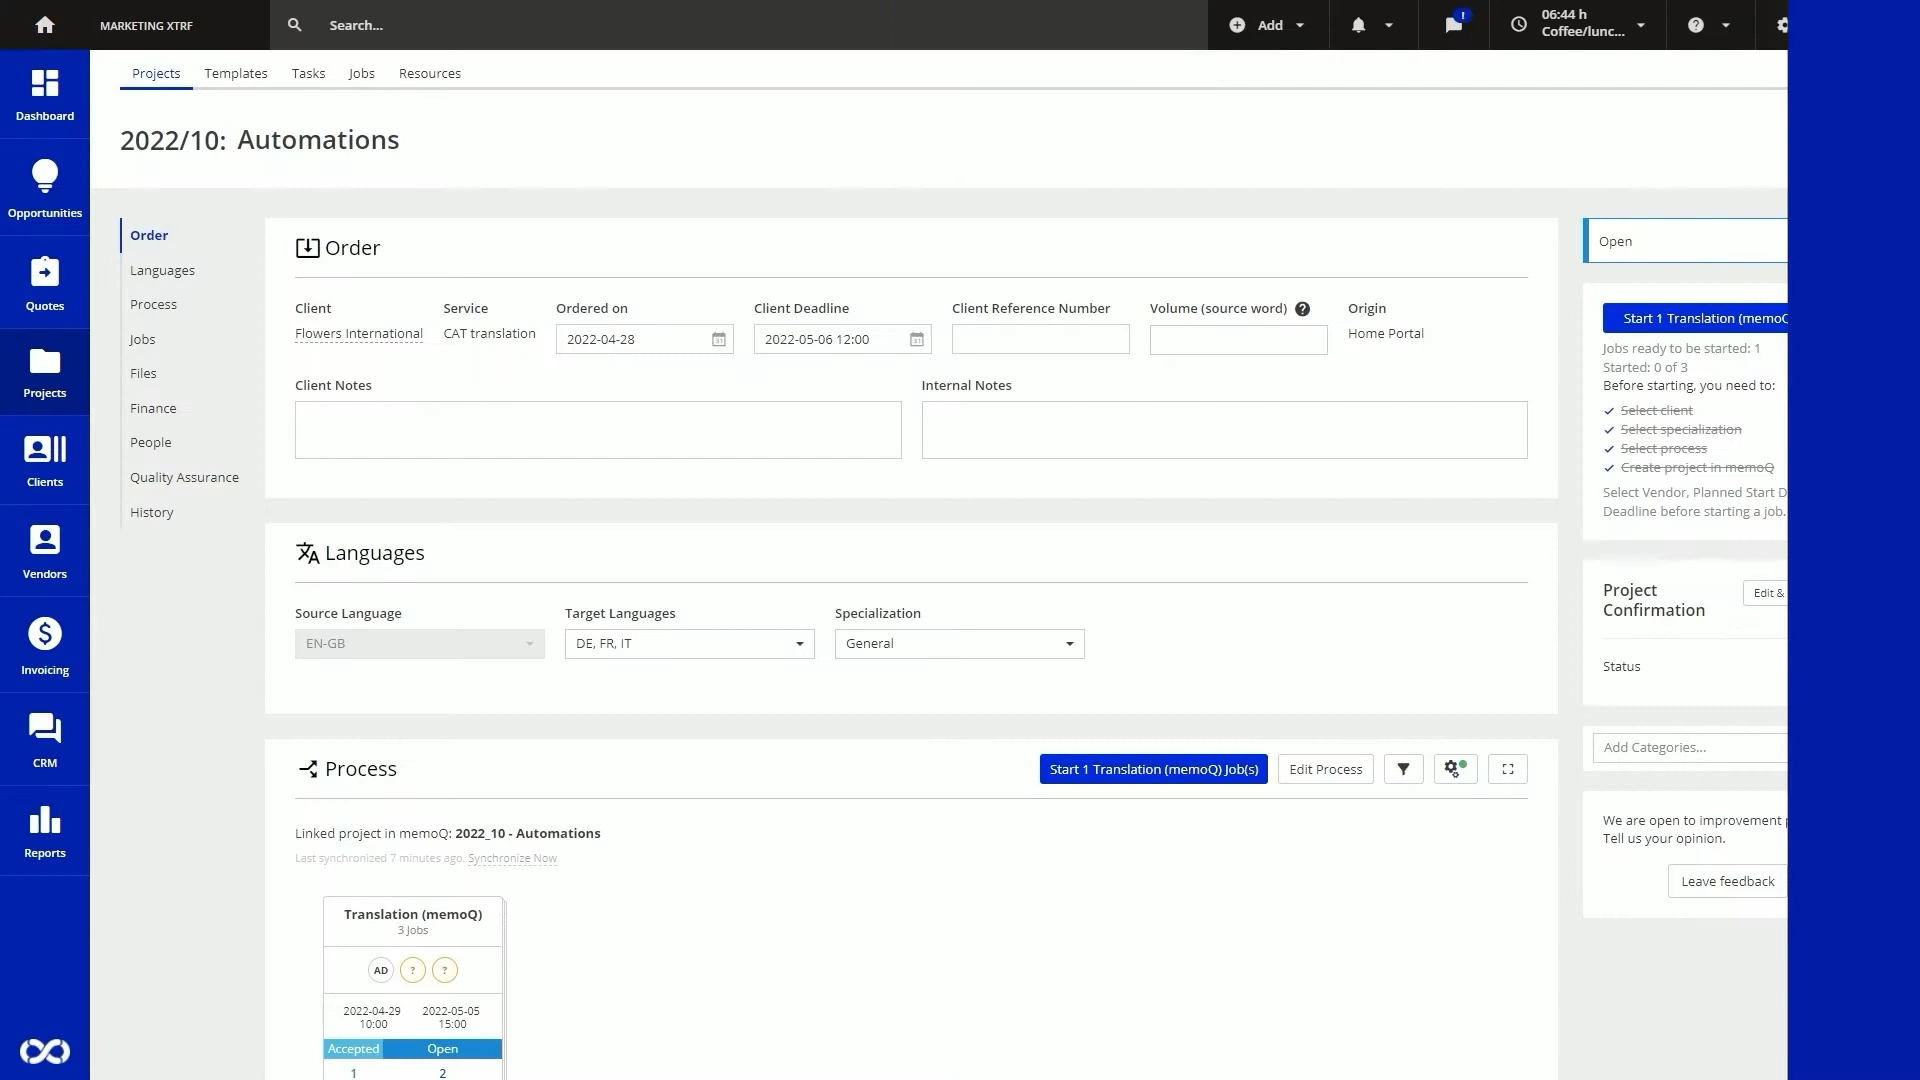 MARKETING XTRF
Search...
Add
!
06:44 h
Coffee/lunc...
?
Dashboard
Opportunities
Quotes
Projects
Clients
Vendors
Invoicing
CRM
Reports
Projects
Templates
Tasks
Jobs
Resources
2022/10: Automations
Order
Languages
Process
Jobs
Files
Finance
People
Quality Assurance
History
Order
Client
Flowers International
Service
CAT translation
Ordered on
2022-04-28
Client Deadline
2022-05-06 12:00
Client Reference Number
Volume (source word) ?
Origin
Home Portal
Client Notes
Internal Notes
Languages
Source Language
EN-GB
Target Languages
DE, FR, IT
Specialization
General
Process
Start 1 Translation (memoQ) Job(s)
Edit Process
Linked project in memoQ: 2022_10 - Automations
Last synchronized 7 minutes ago. Synchronize Now
Translation (memoQ)
3 Jobs
AD ? ?
2022-04-29 10:00
2022-05-05 15:00
Accepted Open
1 2
Open
Start 1 Translation (memoQ
Jobs ready to be started: 1
Started: 0 of 3
Before starting, you need to:
Select client
Select specialization
Select process
Create project in memoQ
Select Vendor, Planned Start D
Deadline before starting a job.
Project
Confirmation
Edit &
Status
Add Categories...
We are open to improvement
Tell us your opinion.
Leave feedback